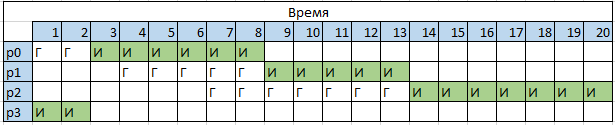 Время
1 2 3 4 5 6 7 8 9 10 11 12 13 14 15 16 17 18 19 20
p0 Г Г И И И И И И
p1 Г Г Г Г Г И И И И И
p2 Г Г Г Г Г Г Г И И И И И И И
p3 И И